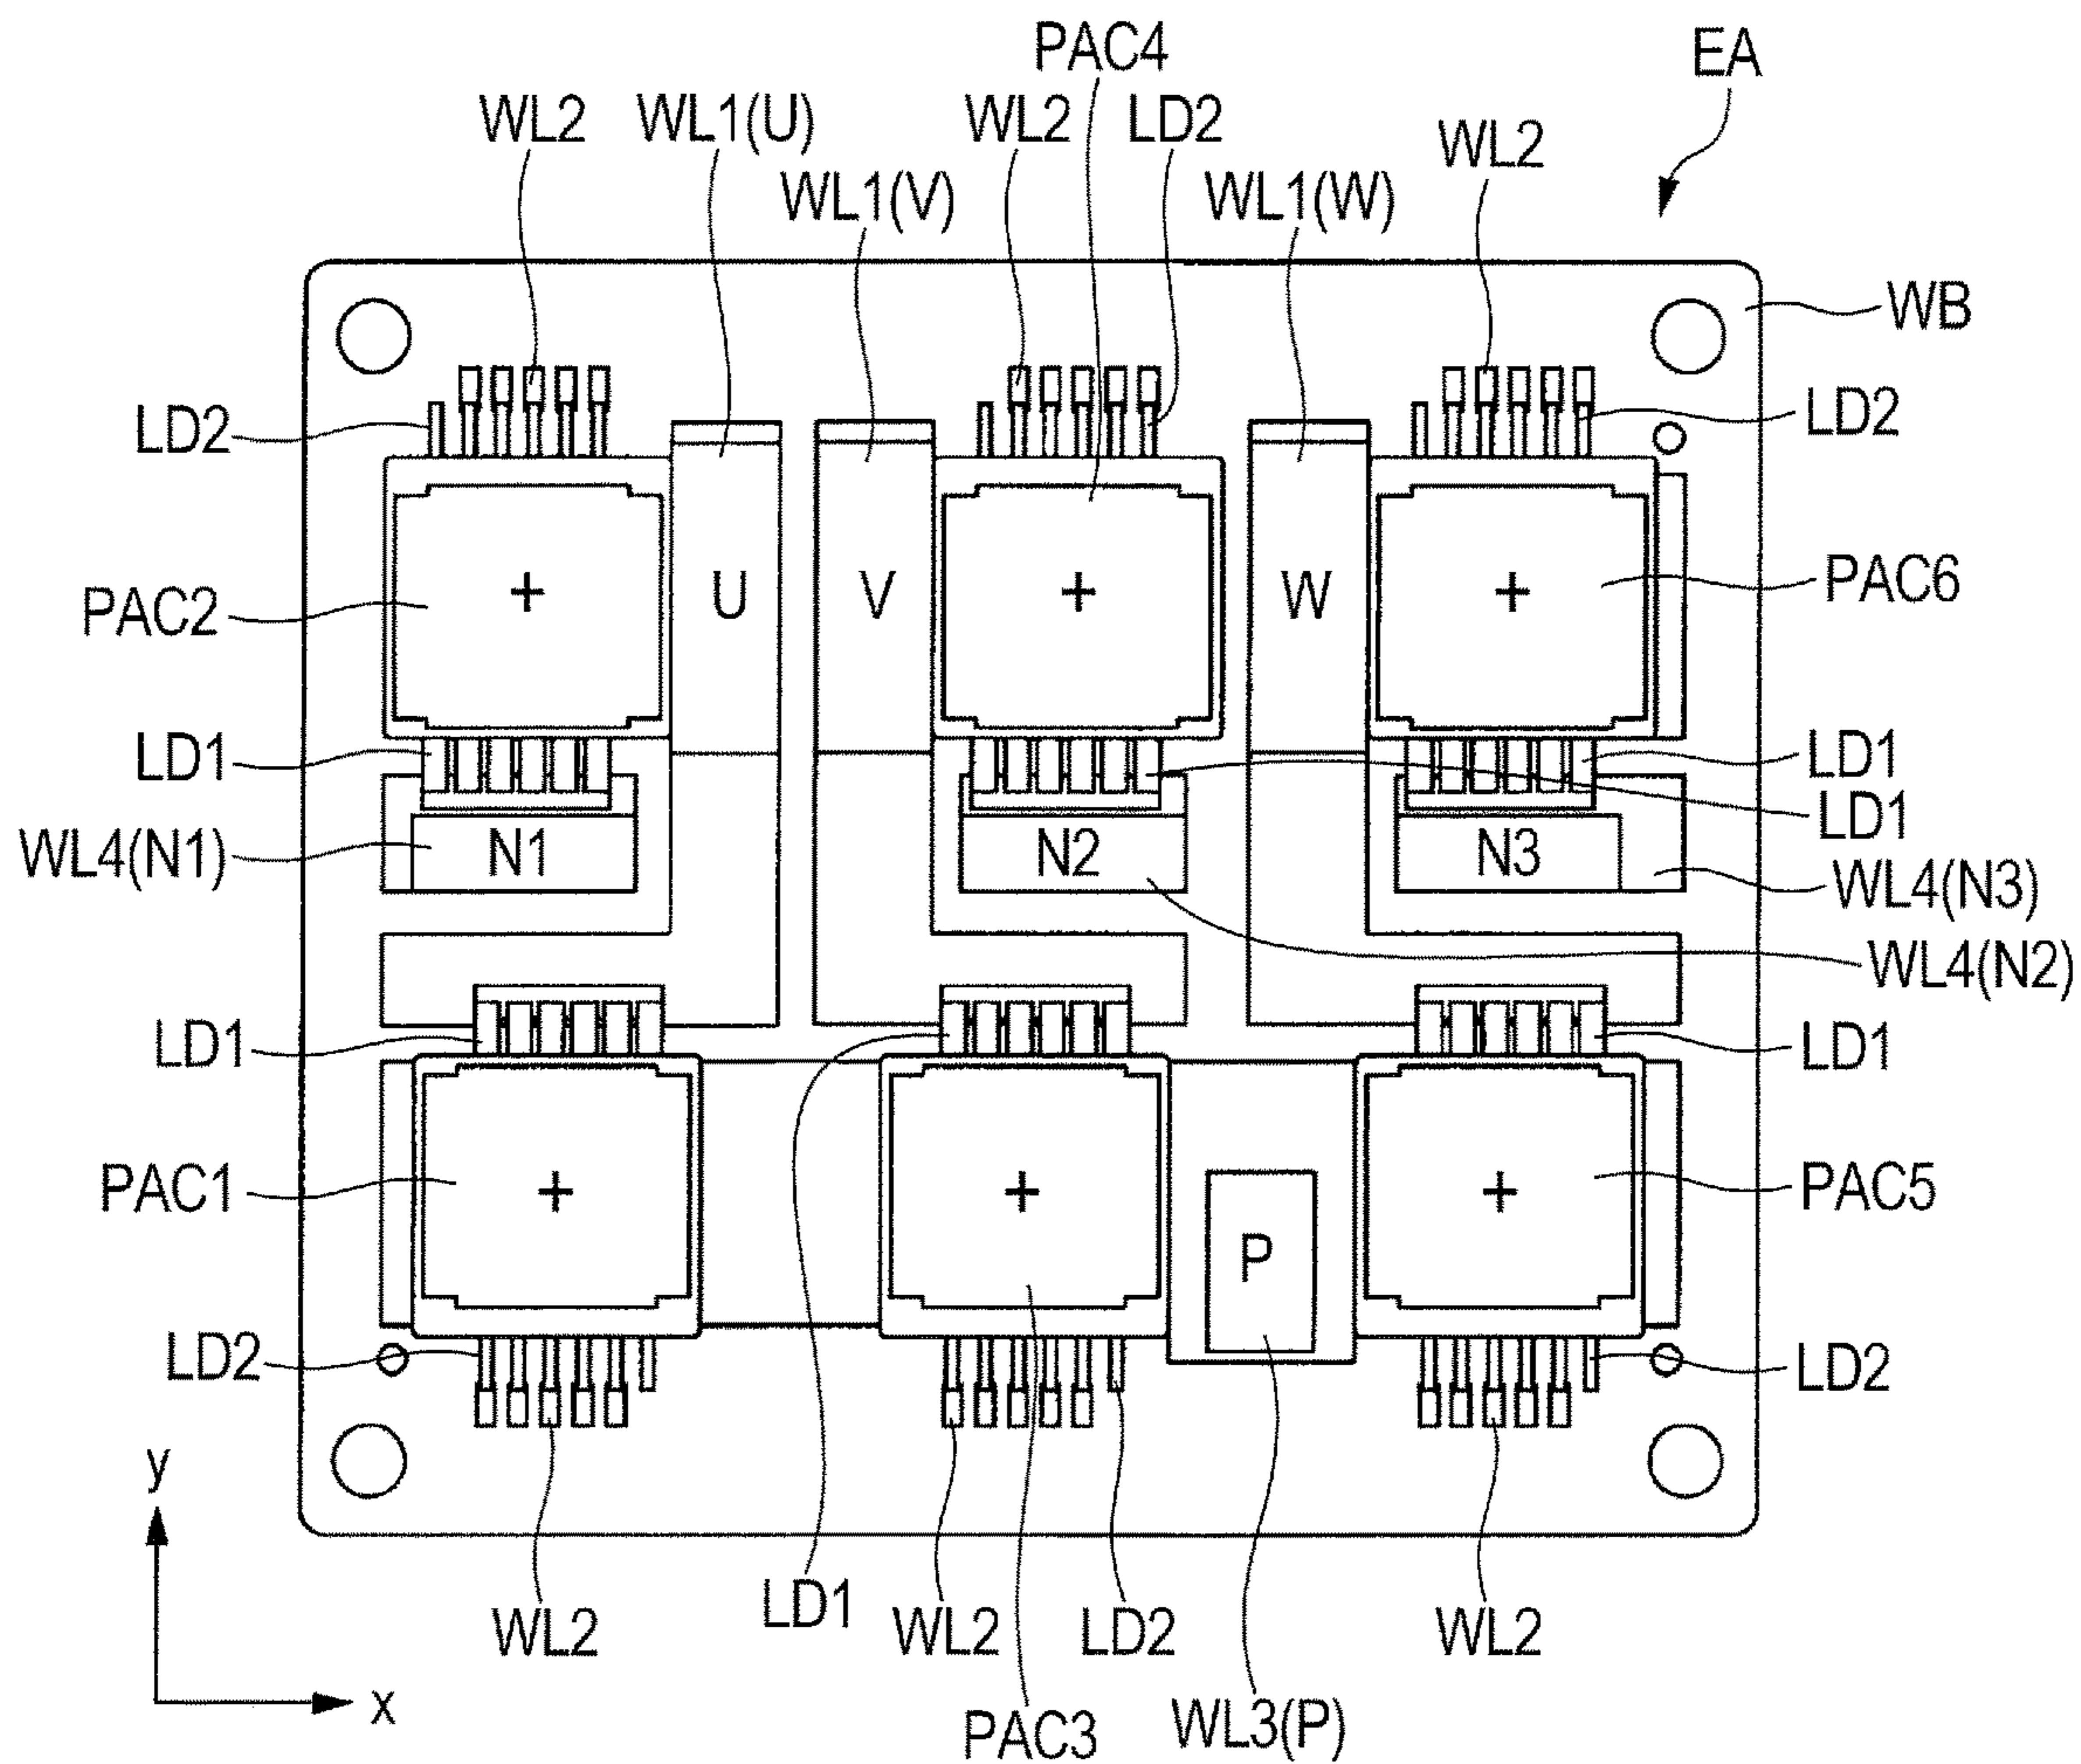 PAC4
EA
WL2
WL1(U)
WL2
LD2
WL2
WL1(V)
WL1(W)
WB
LD2
LD2
PAC2
U
V
W
PAC6
LD1
LD1
LD1
WL4(N1)
N1
N2
N3
WL4(N3)
WL4(N2)
LD1
LD1
PAC1
PAC5
P
LD2
LD2
y
LD1
WL2
WL2
LD2
WL2
x
PAC3
WL3(P)